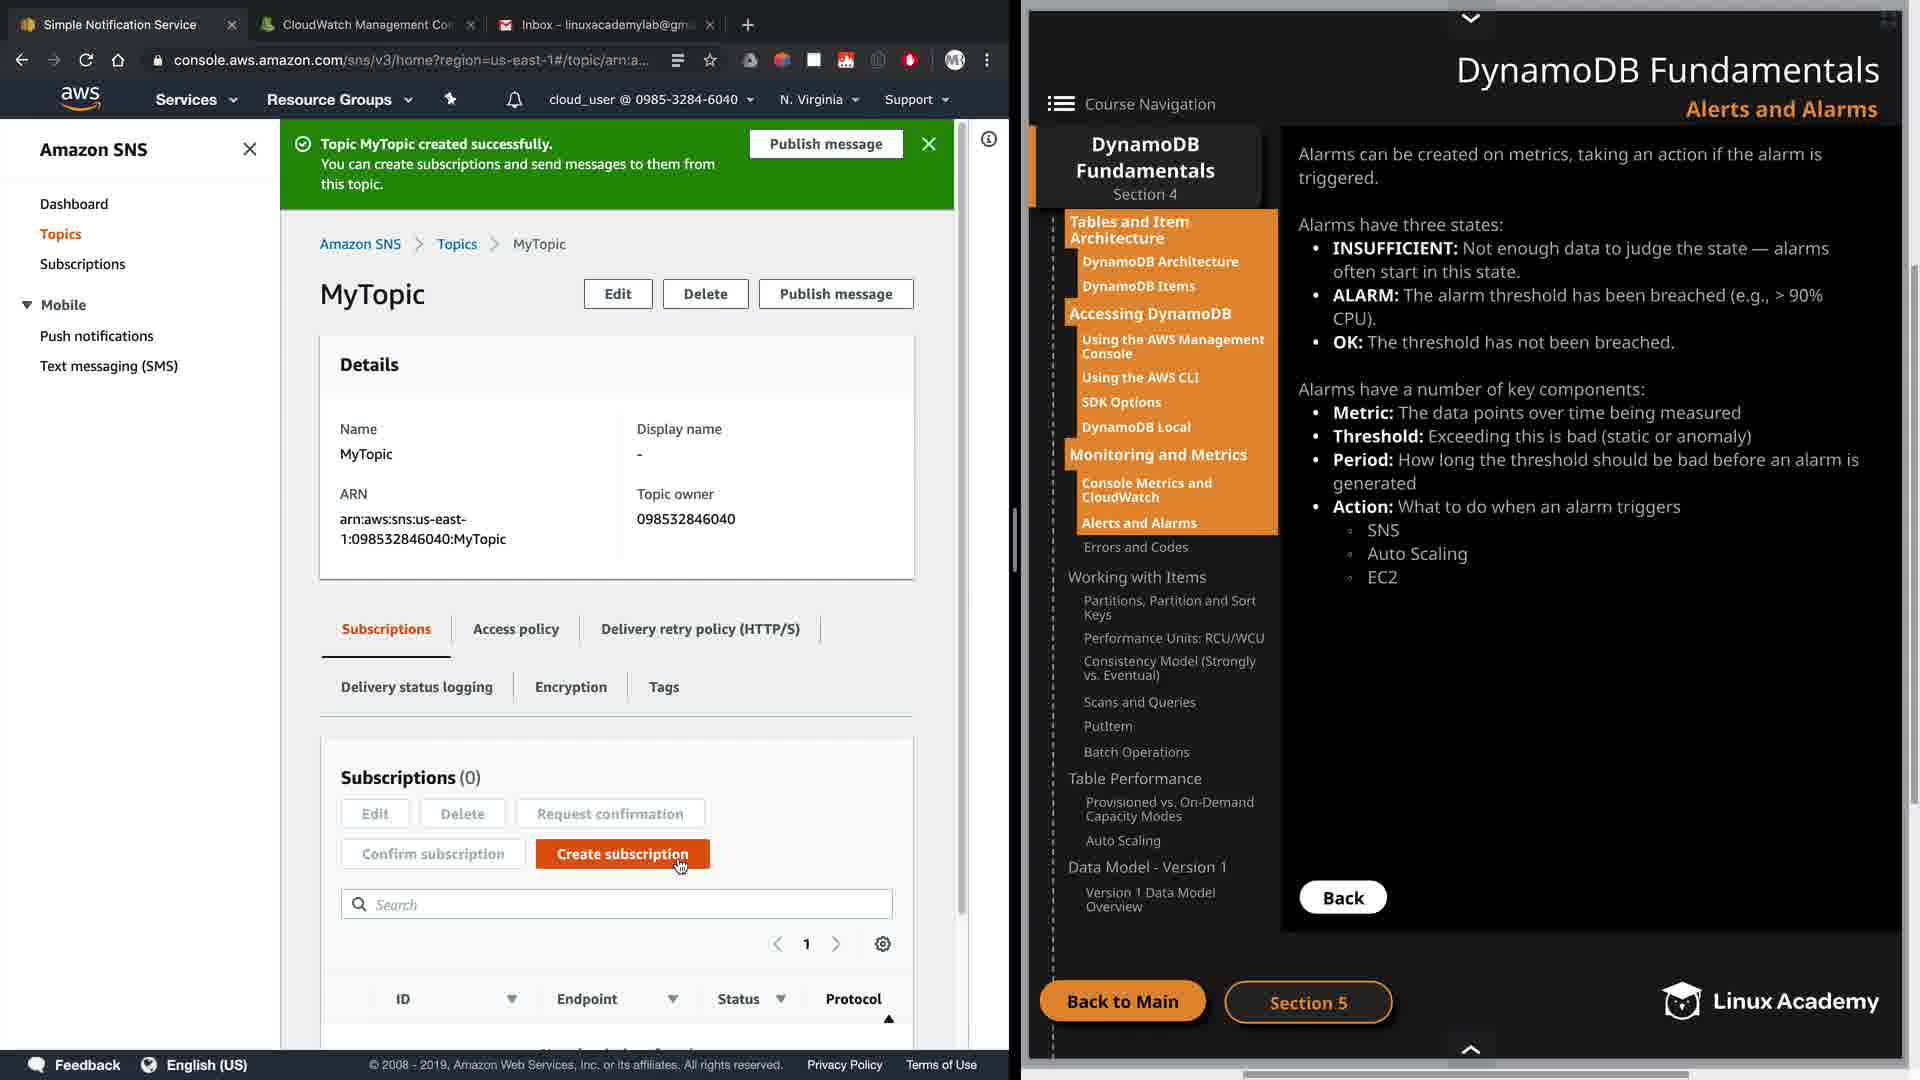 Simple Notification Service
CloudWatch Management Con
Inbox - linuxacademylab@gm
console.aws.amazon.com/sns/v3/home?region=us-east-1#/topic/arn:a...
aws
Services
Resource Groups
cloud_user @ 0985-3284-6040
N. Virginia
Support
Amazon SNS
Dashboard
Topics
Subscriptions
Mobile
Push notifications
Text messaging (SMS)
Topic MyTopic created successfully.
You can create subscriptions and send messages to them from
this topic.
Publish message
Amazon SNS
Topics
MyTopic
MyTopic
Edit
Delete
Publish message
Details
Name
MyTopic
Display name
-
ARN
arn:aws:sns:us-east-
1:098532846040:MyTopic
Topic owner
098532846040
Subscriptions
Access policy
Delivery retry policy (HTTP/S)
Delivery status logging
Encryption
Tags
Subscriptions (0)
Edit
Delete
Request confirmation
Confirm subscription
Create subscription
Search
1
ID
Endpoint
Status
Protocol
Feedback
English (US)
© 2008 - 2019, Amazon Web Services, Inc. or its affiliates. All rights reserved.
Privacy Policy
Terms of Use
DynamoDB Fundamentals
Alerts and Alarms
Course Navigation
DynamoDB
Fundamentals
Section 4
Tables and Item
Architecture
DynamoDB Architecture
DynamoDB Items
Accessing DynamoDB
Using the AWS Management
Console
Using the AWS CLI
SDK Options
DynamoDB Local
Monitoring and Metrics
Console Metrics and
CloudWatch
Alerts and Alarms
Errors and Codes
Working with Items
Partitions, Partition and Sort
Keys
Performance Units: RCU/WCU
Consistency Model (Strongly
vs. Eventual)
Scans and Queries
PutItem
Batch Operations
Table Performance
Provisioned vs. On-Demand
Capacity Modes
Auto Scaling
Data Model - Version 1
Version 1 Data Model
Overview
Alarms can be created on metrics, taking an action if the alarm is
triggered.
Alarms have three states:
• INSUFFICIENT: Not enough data to judge the state — alarms
often start in this state.
• ALARM: The alarm threshold has been breached (e.g., > 90%
CPU).
• OK: The threshold has not been breached.
Alarms have a number of key components:
• Metric: The data points over time being measured
• Threshold: Exceeding this is bad (static or anomaly)
• Period: How long the threshold should be bad before an alarm is
generated
• Action: What to do when an alarm triggers
◦ SNS
◦ Auto Scaling
◦ EC2
Back
Back to Main
Section 5
Linux Academy